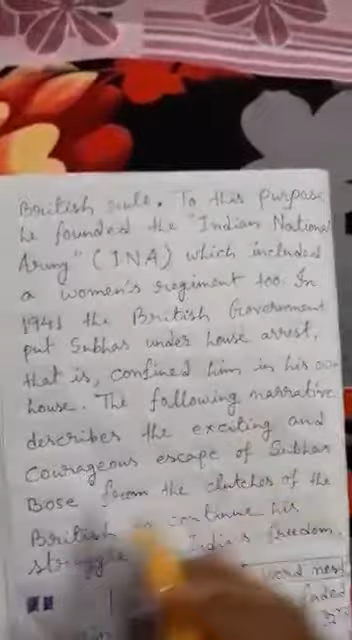 British rule. To this purpose
he founded the "Indian National
Army" (INA) which included
a women's regiment too. In
1941 the British Government
put Subhas under house arrest,
that is, confined him in his own
house. The following narrative
describes the exciting and
courageous escape of Subhas
Bose from the clutches of the
British to continue his
struggle India's freedom.
word
faded